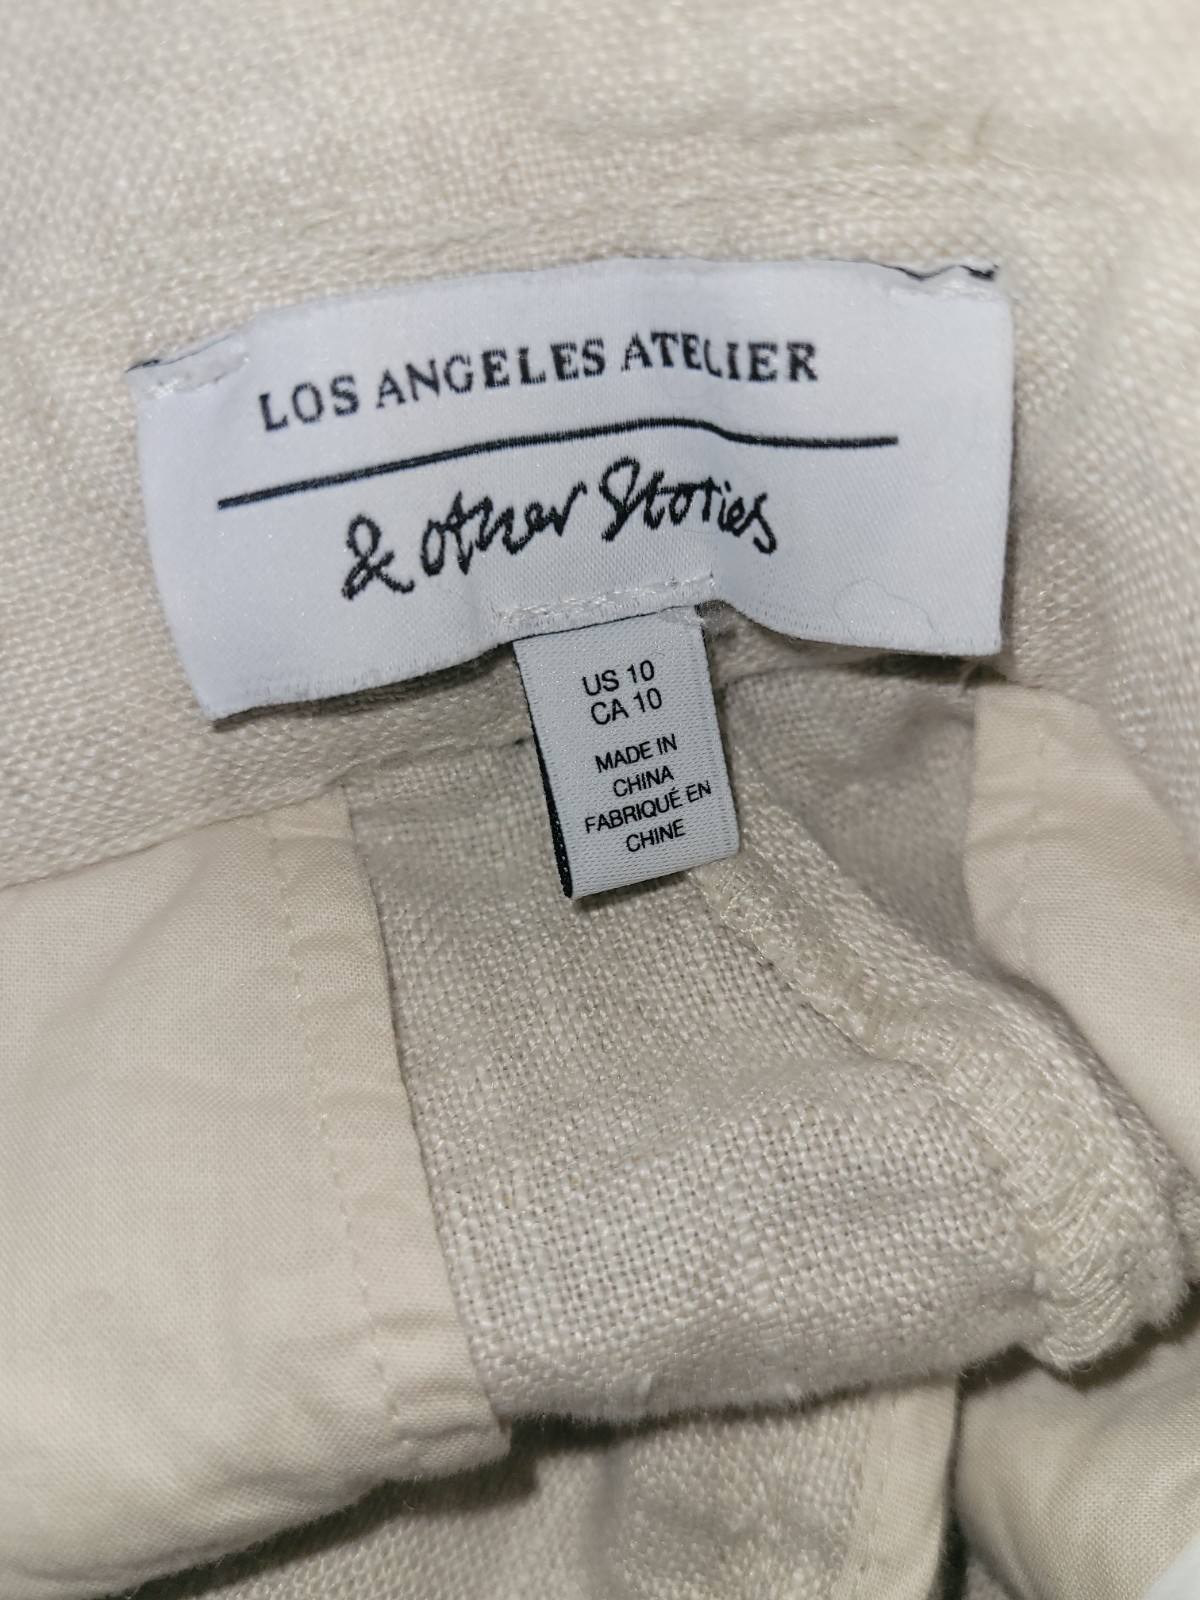 LOS ANGELES ATELIER
& other Stories
US 10
CA 10
MADE IN
CHINA
FABRIQUÉ EN
CHINE